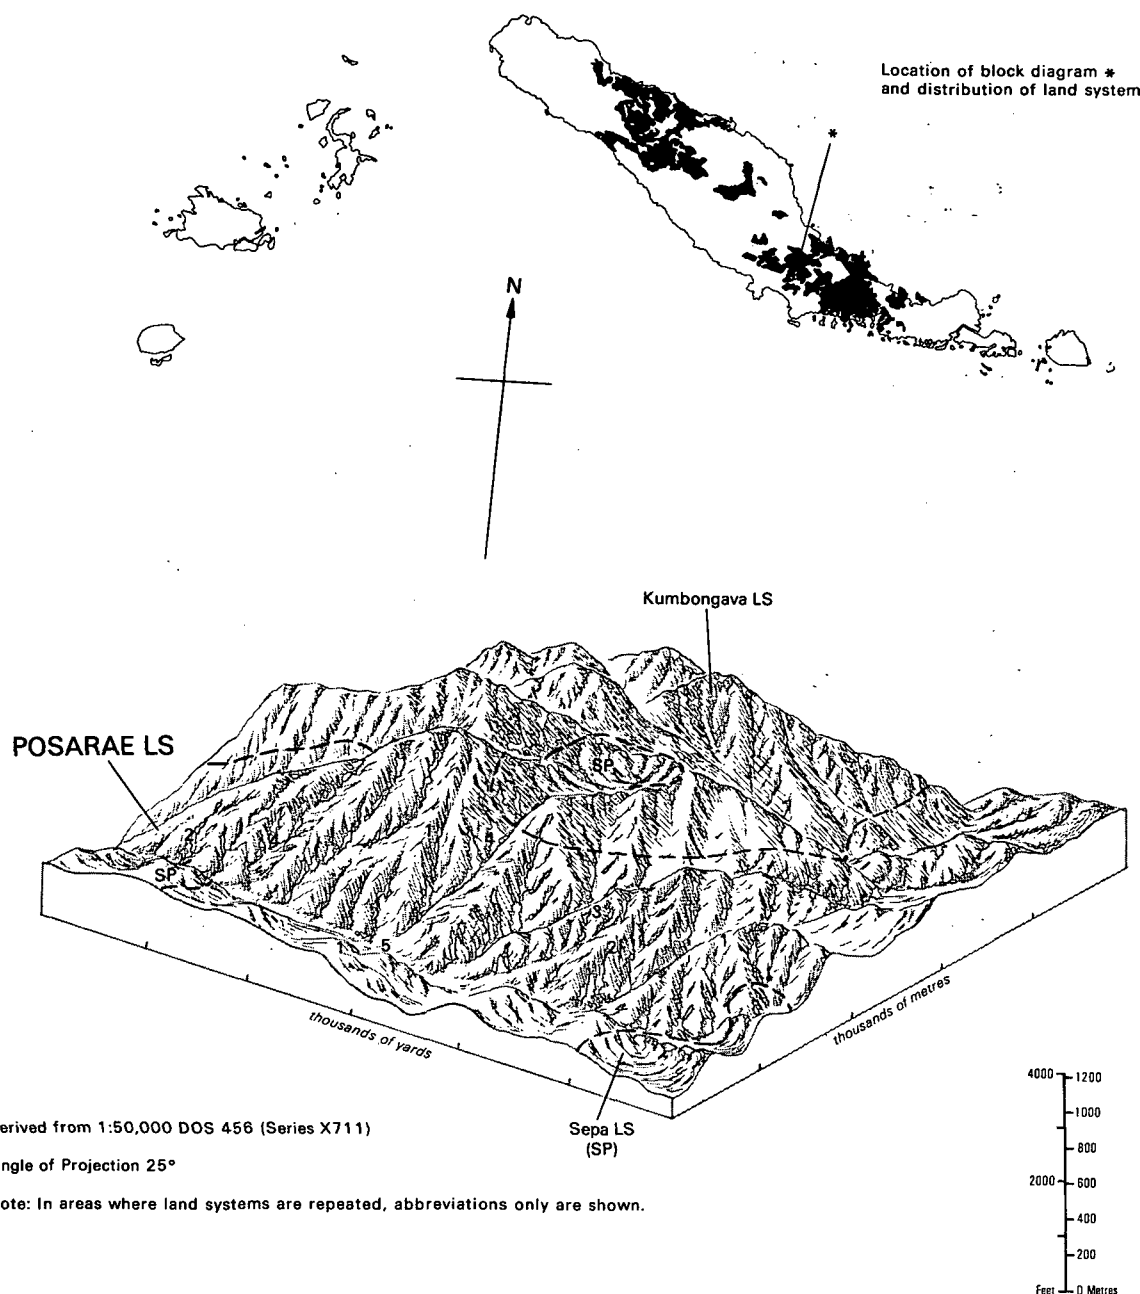 Location of block diagram *
and distribution of land system
*
N
Kumbongava LS
POSARAE LS
SP
2
SP
3
5
2
thousands of yards
thousands of metres
Sepa LS
(SP)
erived from 1:50,000 DOS 456 (Series X711)
ngle of Projection 25°
ote: In areas where land systems are repeated, abbreviations only are shown.
4000 1200
1000
800
2000 600
400
200
Feet 0 Metres